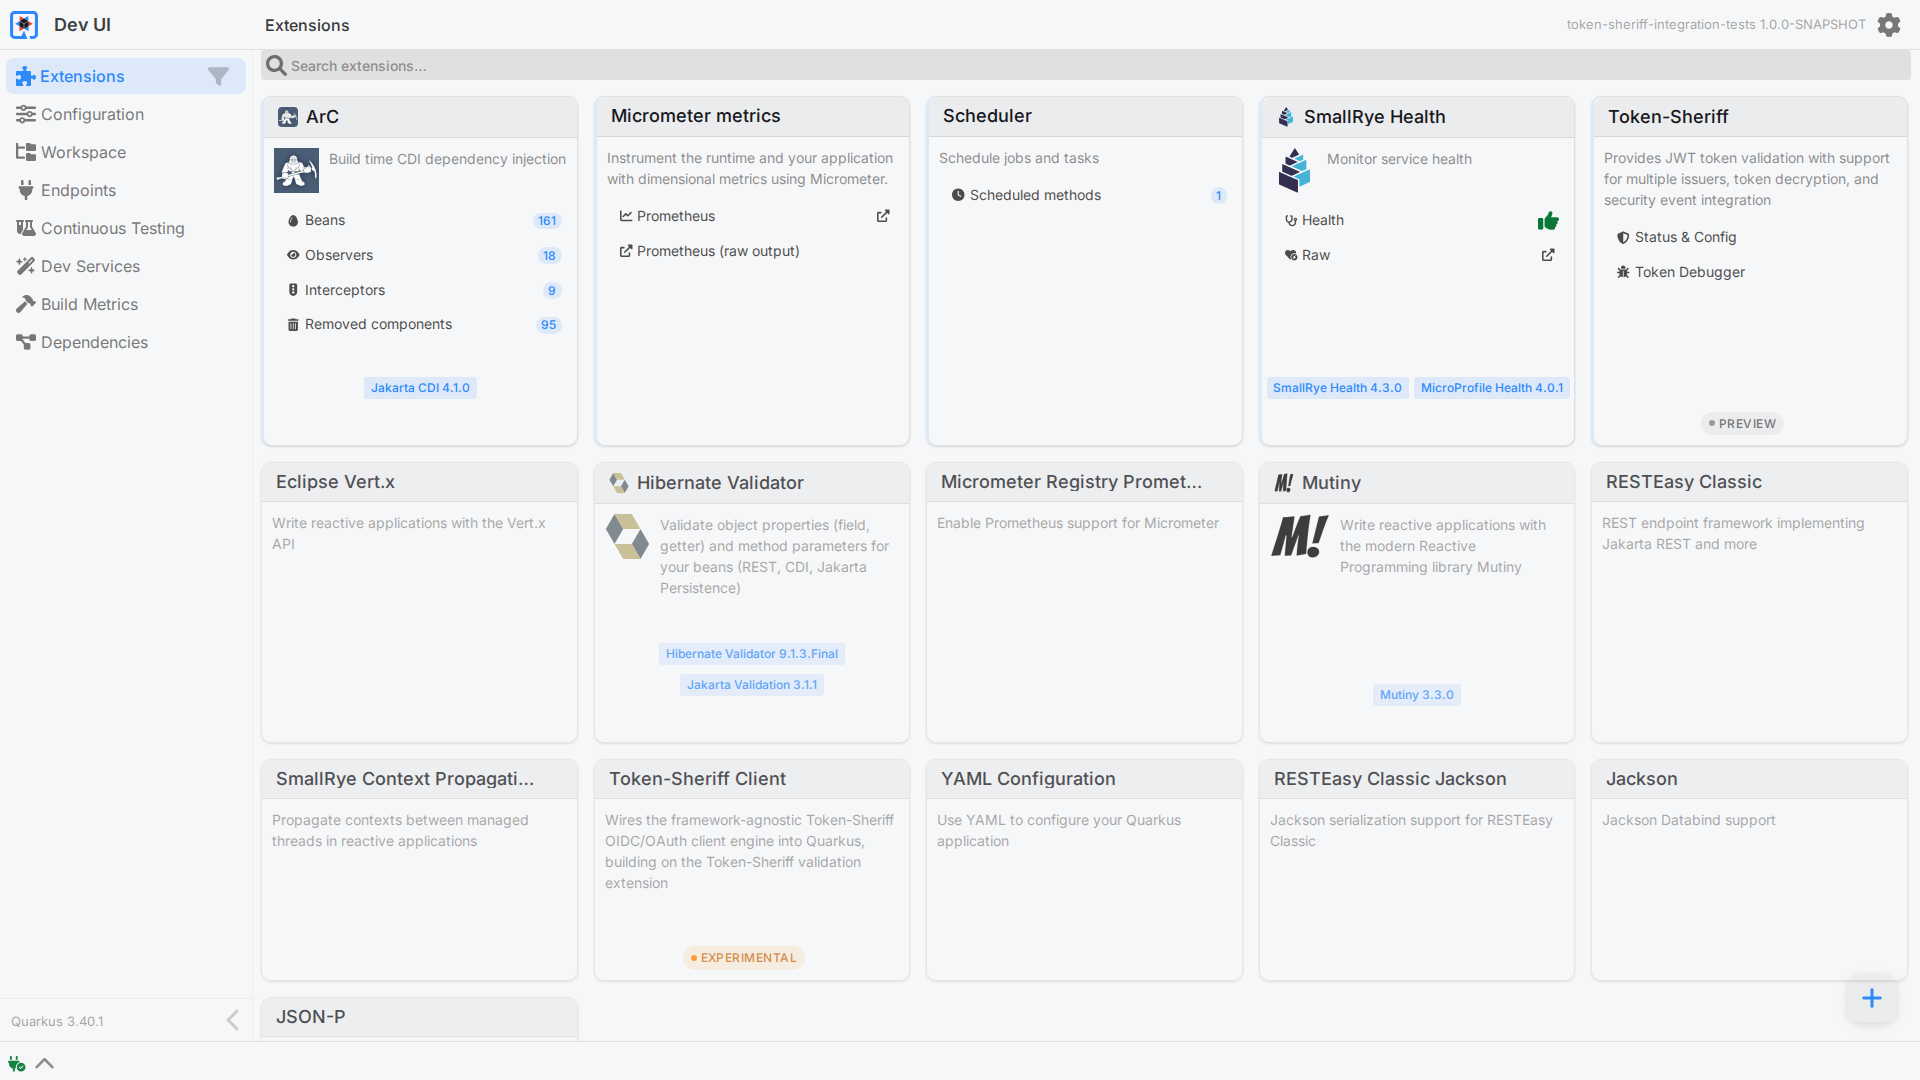 Dev UI
Extensions
token-sheriff-integration-tests 1.0.0-SNAPSHOT
Extensions
Configuration
Workspace
Endpoints
Continuous Testing
Dev Services
Build Metrics
Dependencies
Quarkus 3.40.1
Search extensions...
ArC
Build time CDI dependency injection
Beans 161
Observers 18
Interceptors 9
Removed components 95
Jakarta CDI 4.1.0
Micrometer metrics
Instrument the runtime and your application
with dimensional metrics using Micrometer.
Prometheus
Prometheus (raw output)
Scheduler
Schedule jobs and tasks
Scheduled methods 1
SmallRye Health
Monitor service health
Health
Raw
SmallRye Health 4.3.0 MicroProfile Health 4.0.1
Token-Sheriff
Provides JWT token validation with support
for multiple issuers, token decryption, and
security event integration
Status & Config
Token Debugger
PREVIEW
Eclipse Vert.x
Write reactive applications with the Vert.x
API
Hibernate Validator
Validate object properties (field,
getter) and method parameters for
your beans (REST, CDI, Jakarta
Persistence)
Hibernate Validator 9.1.3.Final
Jakarta Validation 3.1.1
Micrometer Registry Promet...
Enable Prometheus support for Micrometer
Mutiny
M!
Write reactive applications with
the modern Reactive
Programming library Mutiny
Mutiny 3.3.0
RESTEasy Classic
REST endpoint framework implementing
Jakarta REST and more
SmallRye Context Propagati...
Propagate contexts between managed
threads in reactive applications
Token-Sheriff Client
Wires the framework-agnostic Token-Sheriff
OIDC/OAuth client engine into Quarkus,
building on the Token-Sheriff validation
extension
EXPERIMENTAL
YAML Configuration
Use YAML to configure your Quarkus
application
RESTEasy Classic Jackson
Jackson serialization support for RESTEasy
Classic
Jackson
Jackson Databind support
JSON-P